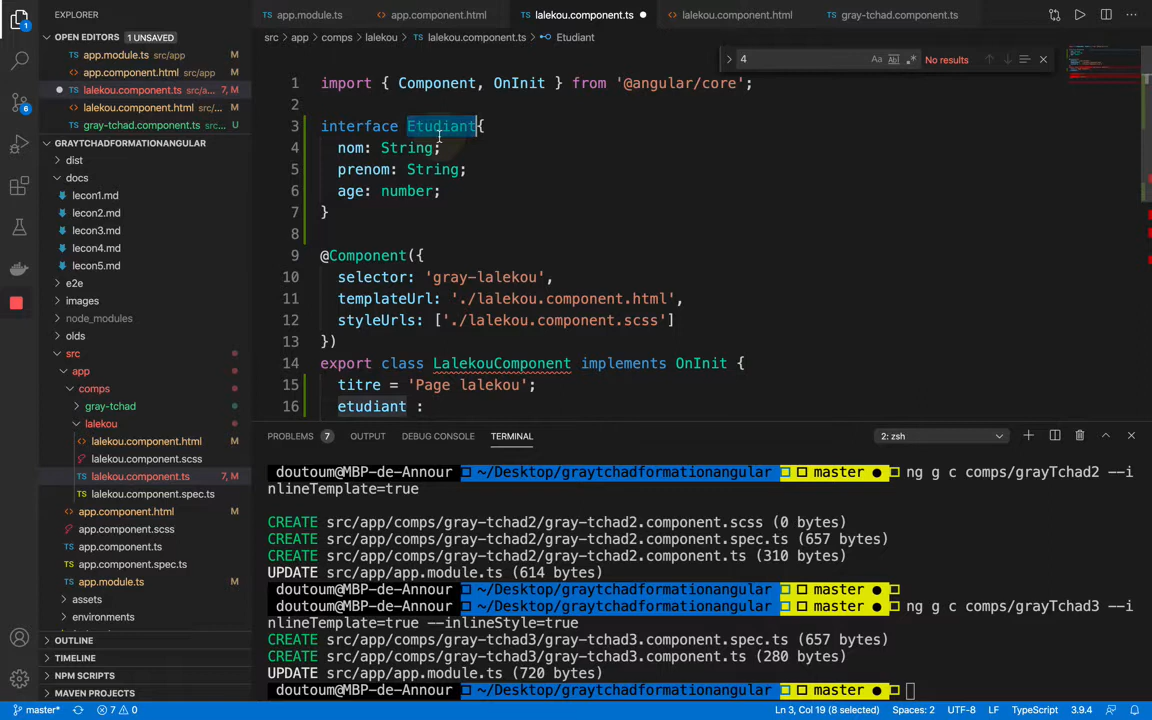 EXPLORER
app.module.ts
app.component.html
lalekou.component.ts
lalekou.component.html
gray-tchad.component.ts
OPEN EDITORS 1 UNSAVED
app.module.ts src/app
app.component.html src/app
lalekou.component.ts src/a... 7, M
lalekou.component.html src/...
gray-tchad.component.ts src... U
GRAYTCHADFORMATIONANGULAR
dist
docs
lecon1.md
lecon2.md
lecon3.md
lecon4.md
lecon5.md
e2e
images
node_modules
olds
src
app
comps
gray-tchad
lalekou
lalekou.component.html M
lalekou.component.scss
lalekou.component.ts 7, M
lalekou.component.spec.ts
app.component.html M
app.component.scss
app.component.ts
app.component.spec.ts
app.module.ts M
assets
environments
OUTLINE
TIMELINE
NPM SCRIPTS
MAVEN PROJECTS
src > app > comps > lalekou > lalekou.component.ts > Etudiant
4 Aa Abl .* No results
1 import { Component, OnInit } from '@angular/core';
2
3 interface Etudiant{
4 nom: String;
5 prenom: String;
6 age: number;
7 }
8
9 @Component({
10 selector: 'gray-lalekou',
11 templateUrl: './lalekou.component.html',
12 styleUrls: ['./lalekou.component.scss']
13 })
14 export class LalekouComponent implements OnInit {
15 titre = 'Page lalekou';
16 etudiant :
PROBLEMS 7 OUTPUT DEBUG CONSOLE TERMINAL 2: zsh
doutoum@MBP-de-Annour ~/Desktop/graytchadformationangular master ● ng g c comps/grayTchad2 --i
nlineTemplate=true
CREATE src/app/comps/gray-tchad2/gray-tchad2.component.scss (0 bytes)
CREATE src/app/comps/gray-tchad2/gray-tchad2.component.spec.ts (657 bytes)
CREATE src/app/comps/gray-tchad2/gray-tchad2.component.ts (310 bytes)
UPDATE src/app/app.module.ts (614 bytes)
doutoum@MBP-de-Annour ~/Desktop/graytchadformationangular master ●
doutoum@MBP-de-Annour ~/Desktop/graytchadformationangular master ● ng g c comps/grayTchad3 --i
nlineTemplate=true --inlineStyle=true
CREATE src/app/comps/gray-tchad3/gray-tchad3.component.spec.ts (657 bytes)
CREATE src/app/comps/gray-tchad3/gray-tchad3.component.ts (280 bytes)
UPDATE src/app/app.module.ts (720 bytes)
doutoum@MBP-de-Annour ~/Desktop/graytchadformationangular master ●
master* 7 0 Ln 3, Col 19 (8 selected) Spaces: 2 UTF-8 LF TypeScript 3.9.4